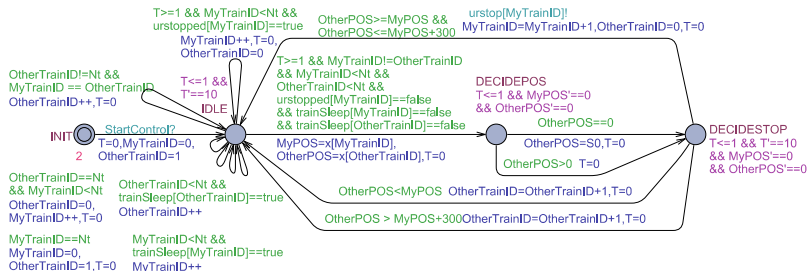 T>=1 && MyTrainID<Nt &&
urstopped[MyTrainID]==true
MyTrainID++,T=0,
OtherTrainID=0
OtherPOS>=MyPOS &&
OtherPOS<=MyPOS+300
urstop[MyTrainID]!
MyTrainID=MyTrainID+1,OtherTrainID=0,T=0
OtherTrainID!=Nt &&
MyTrainID == OtherTrainID
OtherTrainID++,T=0
T<=1 &&
T'==10
IDLE
T>=1 && MyTrainID!=OtherTrainID
&& MyTrainID<Nt &&
OtherTrainID<Nt &&
urstopped[MyTrainID]==false
&& trainSleep[MyTrainID]==false
&& trainSleep[OtherTrainID]==false
MyPOS=x[MyTrainID],
OtherPOS=x[OtherTrainID],T=0
DECIDEPOS
T<=1 && MyPOS'==0
&& OtherPOS'==0
INIT
2
StartControl?
T=0,MyTrainID=0,
OtherTrainID=1
OtherPOS==0
OtherPOS=S0,T=0
OtherPOS>0 T=0
DECIDESTOP
T<=1 && T'==10
&& MyPOS'==0
&& OtherPOS'==0
OtherTrainID==Nt
&& MyTrainID<Nt
OtherTrainID=0,
MyTrainID++,T=0
OtherTrainID<Nt &&
trainSleep[OtherTrainID]==true
OtherTrainID++
OtherPOS<MyPOS OtherTrainID=OtherTrainID+1,T=0
OtherPOS > MyPOS+300 OtherTrainID=OtherTrainID+1,T=0
MyTrainID==Nt
MyTrainID=0,
OtherTrainID=1,T=0
MyTrainID<Nt &&
trainSleep[MyTrainID]==true
MyTrainID++